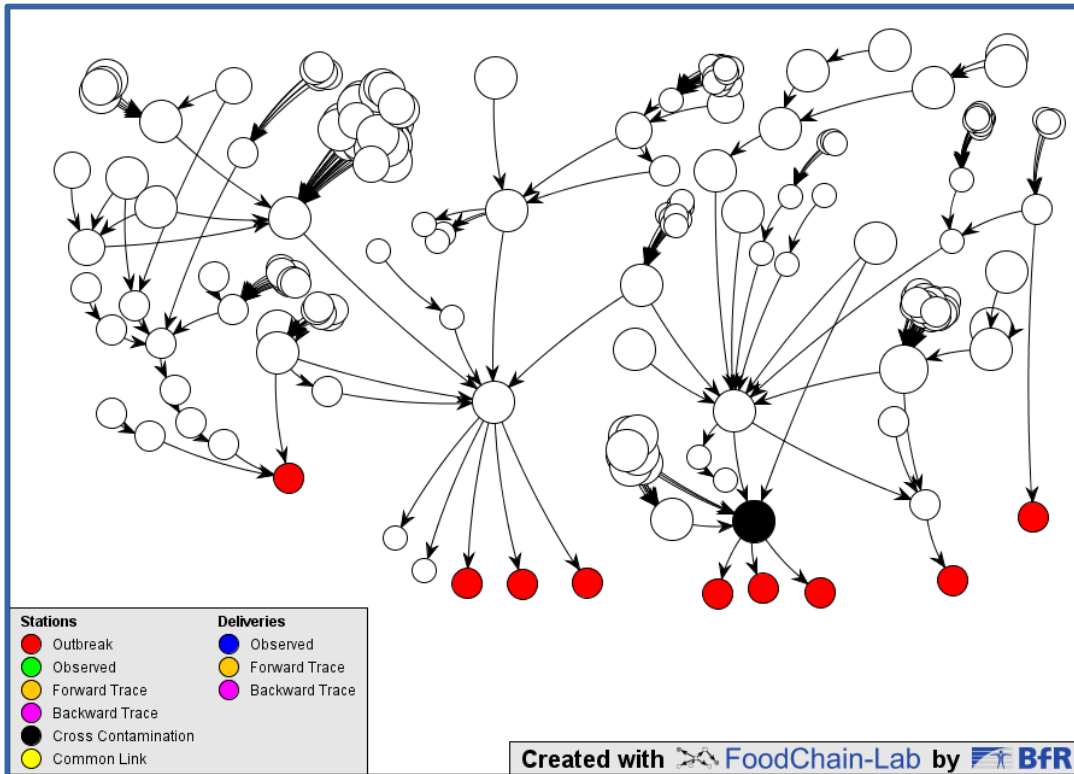 Stations
Outbreak
Observed
Forward Trace
Backward Trace
Cross Contamination
Common Link
Deliveries
Observed
Forward Trace
Backward Trace
Created with FoodChain-Lab by BfR